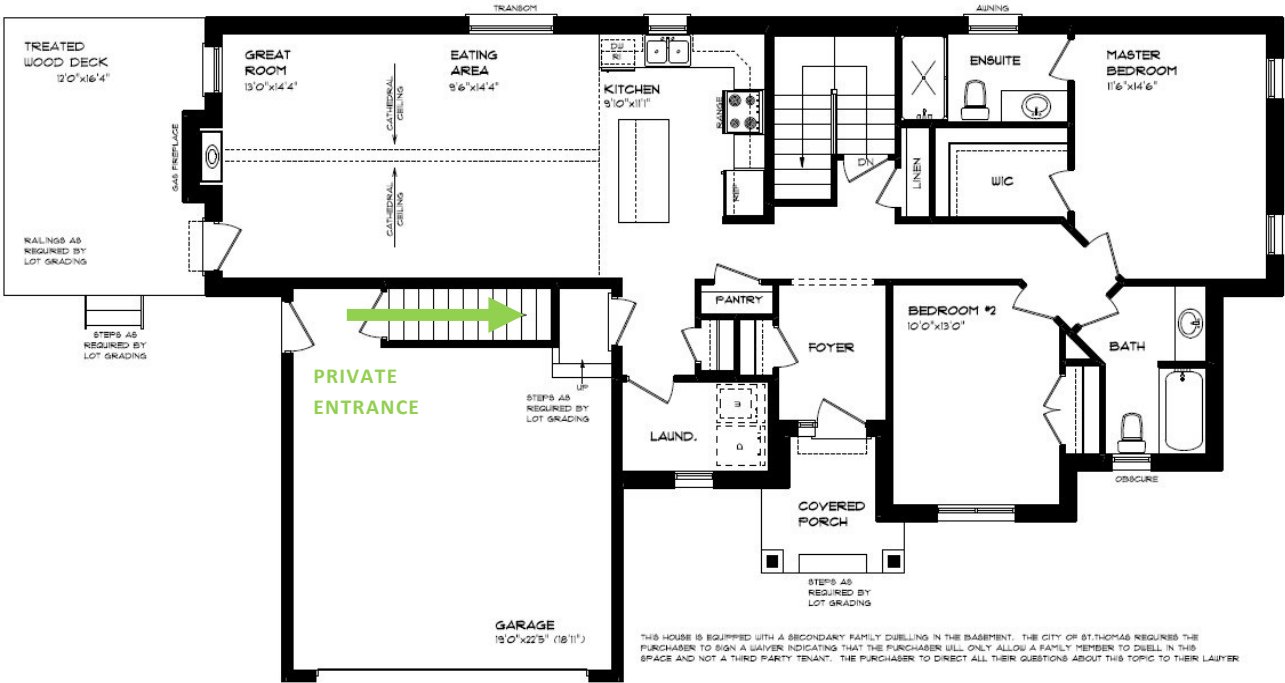 TRANSOM
AWNING
TREATED
WOOD DECK
12'0"x16'4"
GREAT
ROOM
13'0"x14'4"
EATING
AREA
9'6"x14'4"
DW
RI
KITCHEN
9'10"x11'1"
RANGE
REF
CATHEDRAL
CEILING
CATHEDRAL
CEILING
GAS FIREPLACE
DN
LINEN
ENSUITE
WIC
MASTER
BEDROOM
11'6"x14'6"
RAILINGS AS
REQUIRED BY
LOT GRADING
STEPS AS
REQUIRED BY
LOT GRADING
PRIVATE
ENTRANCE
UP
STEPS AS
REQUIRED BY
LOT GRADING
PANTRY
FOYER
LAUND.
W
D
BEDROOM #2
10'0"x13'0"
BATH
OBSCURE
COVERED
PORCH
STEPS AS
REQUIRED BY
LOT GRADING
GARAGE
19'0"x22'5" (18'11")
THIS HOUSE IS EQUIPPED WITH A SECONDARY FAMILY DWELLING IN THE BASEMENT. THE CITY OF ST.THOMAS REQUIRES THE
PURCHASER TO SIGN A WAIVER INDICATING THAT THE PURCHASER WILL ONLY ALLOW A FAMILY MEMBER TO DWELL IN THIS
SPACE AND NOT A THIRD PARTY TENANT. THE PURCHASER TO DIRECT ALL THEIR QUESTIONS ABOUT THIS TOPIC TO THEIR LAWYER